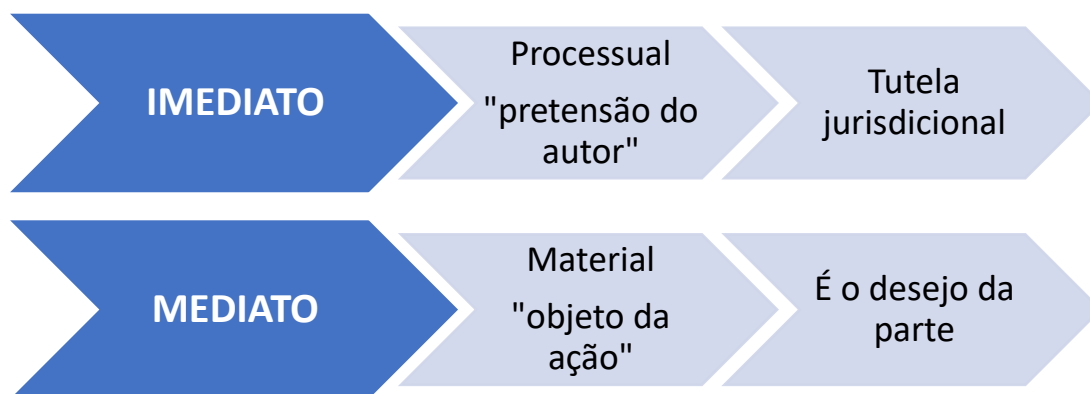 IMEDIATO
Processual
"pretensão do
autor"
Tutela
jurisdicional
MEDIATO
Material
"objeto da
ação"
É o desejo da
parte